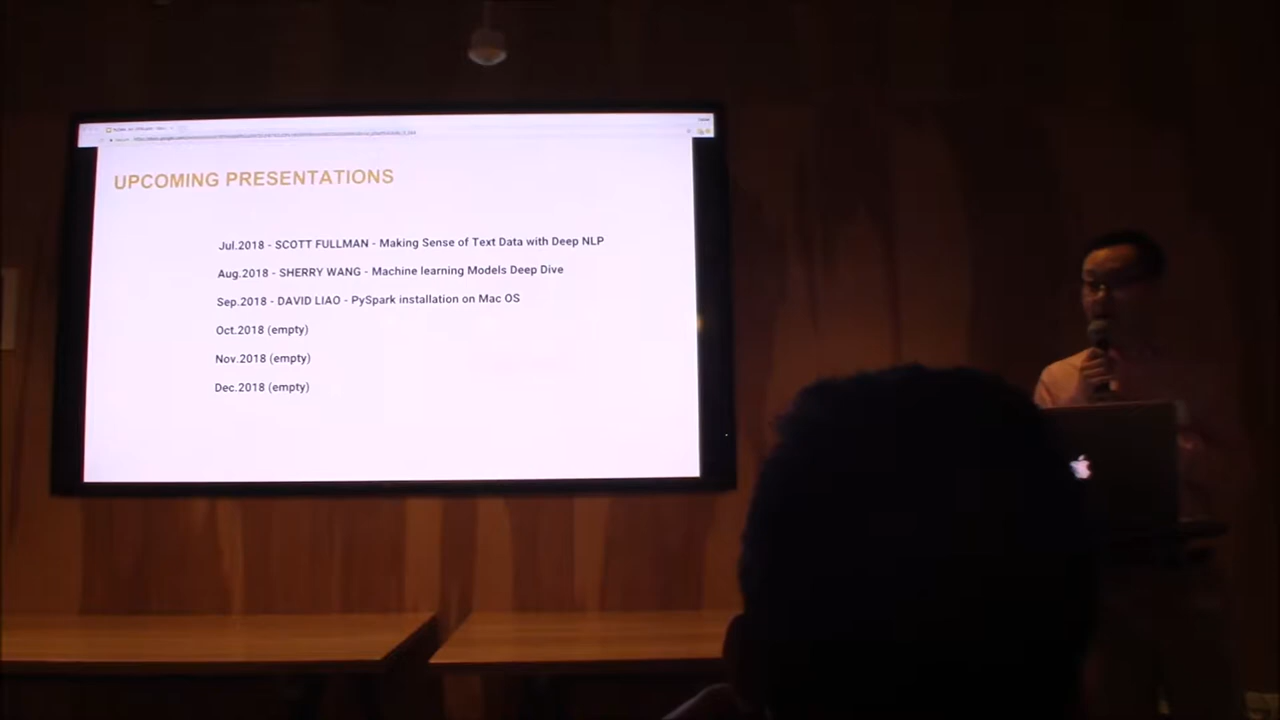 UPCOMING PRESENTATIONS
Jul.2018 - SCOTT FULLMAN - Making Sense of Text Data with Deep NLP
Aug.2018 - SHERRY WANG - Machine learning Models Deep Dive
Sep.2018 - DAVID LIAO - PySpark installation on Mac OS
Oct.2018 (empty)
Nov.2018 (empty)
Dec.2018 (empty)